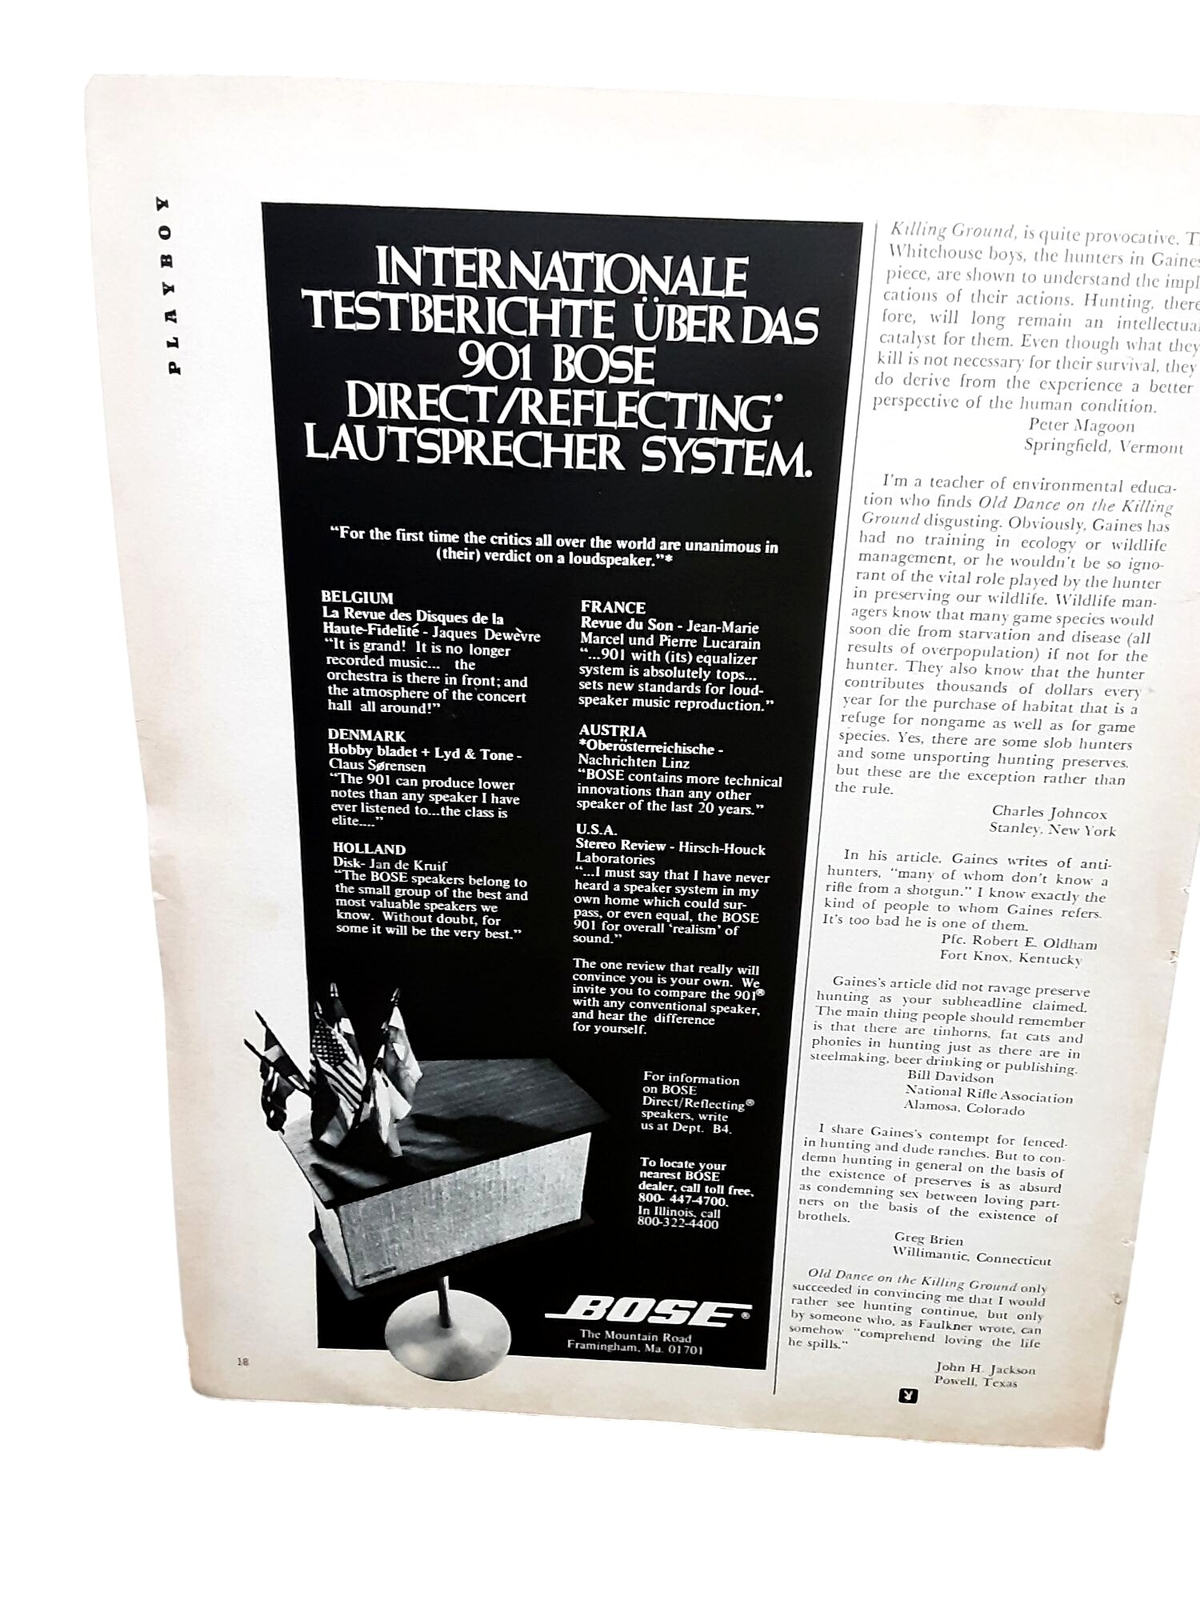 PLAYBOY
INTERNATIONALE
TESTBERICHTE ÜBER DAS
901 BOSE
DIRECT/REFLECTING®
LAUTSPRECHER SYSTEM.
“For the first time the critics all over the world are unanimous in
(their) verdict on a loudspeaker.”*
BELGIUM
La Revue des Disques de la
Haute-Fidelité - Jaques Dewèvre
“It is grand! It is no longer
recorded music... the
orchestra is there in front; and
the atmosphere of the concert
hall all around!”
DENMARK
Hobby bladet + Lyd & Tone -
Claus Sørensen
“The 901 can produce lower
notes than any speaker I have
ever listened to...the class is
elite....”
HOLLAND
Disk- Jan de Kruif
“The BOSE speakers belong to
the small group of the best and
most valuable speakers we
know. Without doubt, for
some it will be the very best.”
FRANCE
Revue du Son - Jean-Marie
Marcel und Pierre Lucarain
“...901 with (its) equalizer
system is absolutely tops...
sets new standards for loud-
speaker music reproduction.”
AUSTRIA
*Oberösterreichische -
Nachrichten Linz
“BOSE contains more technical
innovations than any other
speaker of the last 20 years.”
U.S.A.
Stereo Review - Hirsch-Houck
Laboratories
“...I must say that I have never
heard a speaker system in my
own home which could sur-
pass, or even equal, the BOSE
901 for overall ‘realism’ of
sound.”
The one review that really will
convince you is your own. We
invite you to compare the 901®
with any conventional speaker,
and hear the difference
for yourself.
For information
on BOSE
Direct/Reflecting®
speakers, write
us at Dept. B4.
To locate your
nearest BOSE
dealer, call toll free,
800- 447-4700.
In Illinois, call
800-322-4400
BOSE®
The Mountain Road
Framingham, Ma. 01701
18
Killing Ground, is quite provocative. T
Whitehouse boys, the hunters in Gaines
piece, are shown to understand the impl
cations of their actions. Hunting, there
fore, will long remain an intellectua
catalyst for them. Even though what they
kill is not necessary for their survival, they
do derive from the experience a better
perspective of the human condition.
Peter Magoon
Springfield, Vermont
I'm a teacher of environmental educa-
tion who finds Old Dance on the Killing
Ground disgusting. Obviously, Gaines has
had no training in ecology or wildlife
management, or he wouldn't be so igno-
rant of the vital role played by the hunter
in preserving our wildlife. Wildlife man-
agers know that many game species would
soon die from starvation and disease (all
results of overpopulation) if not for the
hunter. They also know that the hunter
contributes thousands of dollars every
year for the purchase of habitat that is a
refuge for nongame as well as for game
species. Yes, there are some slob hunters
and some unsporting hunting preserves,
but these are the exception rather than
the rule.
Charles Johncox
Stanley, New York
In his article, Gaines writes of anti-
hunters, “many of whom don't know a
rifle from a shotgun.” I know exactly the
kind of people to whom Gaines refers.
It's too bad he is one of them.
Pfc. Robert E. Oldham
Fort Knox, Kentucky
Gaines's article did not ravage preserve
hunting as your subheadline claimed.
The main thing people should remember
is that there are tinhorns, fat cats and
phonies in hunting just as there are in
steelmaking, beer drinking or publishing.
Bill Davidson
National Rifle Association
Alamosa, Colorado
I share Gaines's contempt for fenced-
in hunting and dude ranches. But to con-
demn hunting in general on the basis of
the existence of preserves is as absurd
as condemning sex between loving part-
ners on the basis of the existence of
brothels.
Greg Brien
Willimantic, Connecticut
Old Dance on the Killing Ground only
succeeded in convincing me that I would
rather see hunting continue, but only
by someone who, as Faulkner wrote, can
somehow “comprehend loving the life
he spills.”
John H. Jackson
Powell, Texas